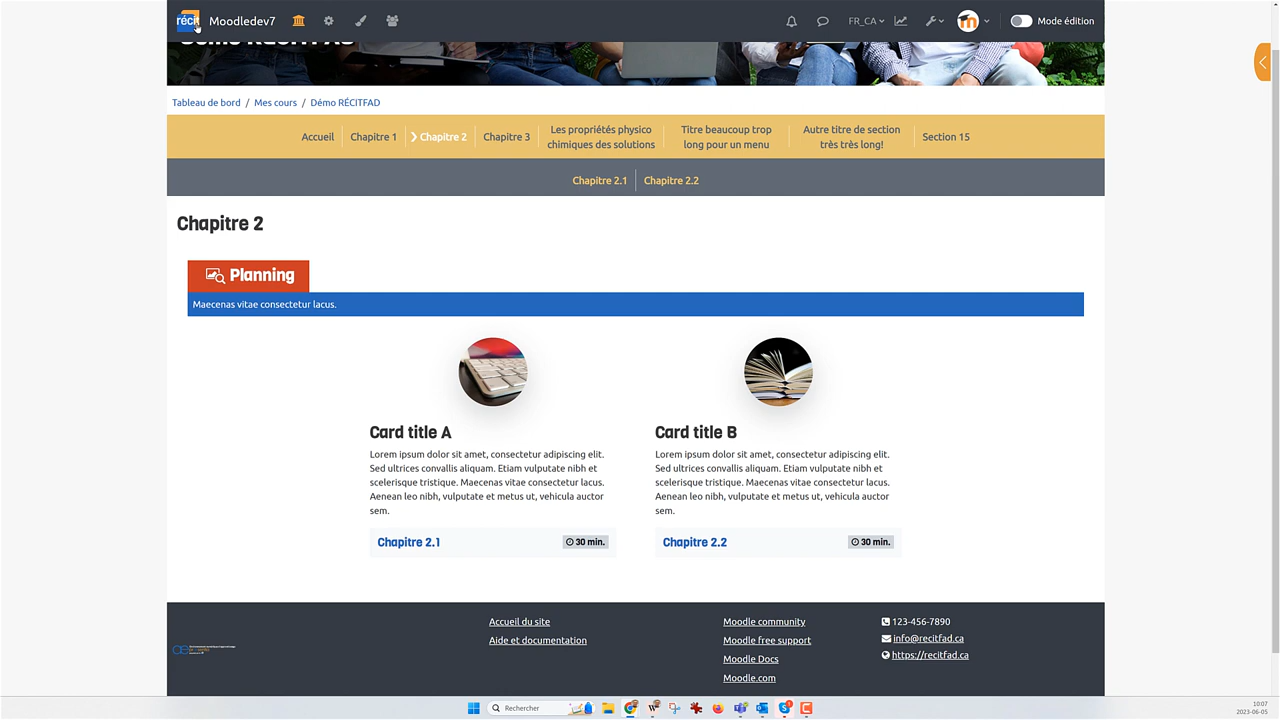 réci Moodledev7 FR_CA Mode édition
Tableau de bord / Mes cours / Démo RÉCITFAD
Accueil
Chapitre 1
❯ Chapitre 2
Chapitre 3
Les propriétés physico
chimiques des solutions
Titre beaucoup trop
long pour un menu
Autre titre de section
très très long!
Section 15
Chapitre 2.1
Chapitre 2.2
Chapitre 2
Planning
Maecenas vitae consectetur lacus.
Card title A
Lorem ipsum dolor sit amet, consectetur adipiscing elit.
Sed ultrices convallis aliquam. Etiam vulputate nibh et
scelerisque tristique. Maecenas vitae consectetur lacus.
Aenean leo nibh, vulputate et metus ut, vehicula auctor
sem.
Chapitre 2.1 30 min.
Card title B
Lorem ipsum dolor sit amet, consectetur adipiscing elit.
Sed ultrices convallis aliquam. Etiam vulputate nibh et
scelerisque tristique. Maecenas vitae consectetur lacus.
Aenean leo nibh, vulputate et metus ut, vehicula auctor
sem.
Chapitre 2.2 30 min.
Accueil du site
Aide et documentation
Moodle community
Moodle free support
Moodle Docs
Moodle.com
123-456-7890
info@recitfad.ca
https://recitfad.ca
Rechercher
10:07
2023-06-05